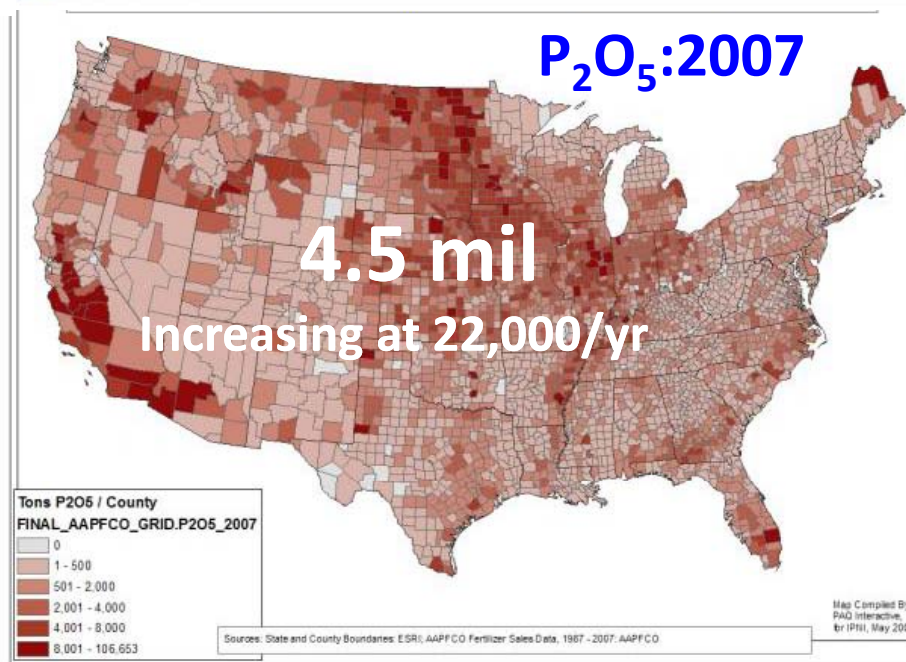 P₂O₅:2007
4.5 mil
Increasing at 22,000/yr
Tons P2O5 / County
FINAL_AAPFCO_GRID.P2O5_2007
0
1 - 500
501 - 2,000
2,001 - 4,000
4,001 - 8,000
8,001 - 106,653
Sources: State and County Boundaries: ESRI; AAPFCO Fertilizer Sales Data, 1987 - 2007: AAPFCO
Map Compiled By
PAQ Interactive,
for IPNI, May 200